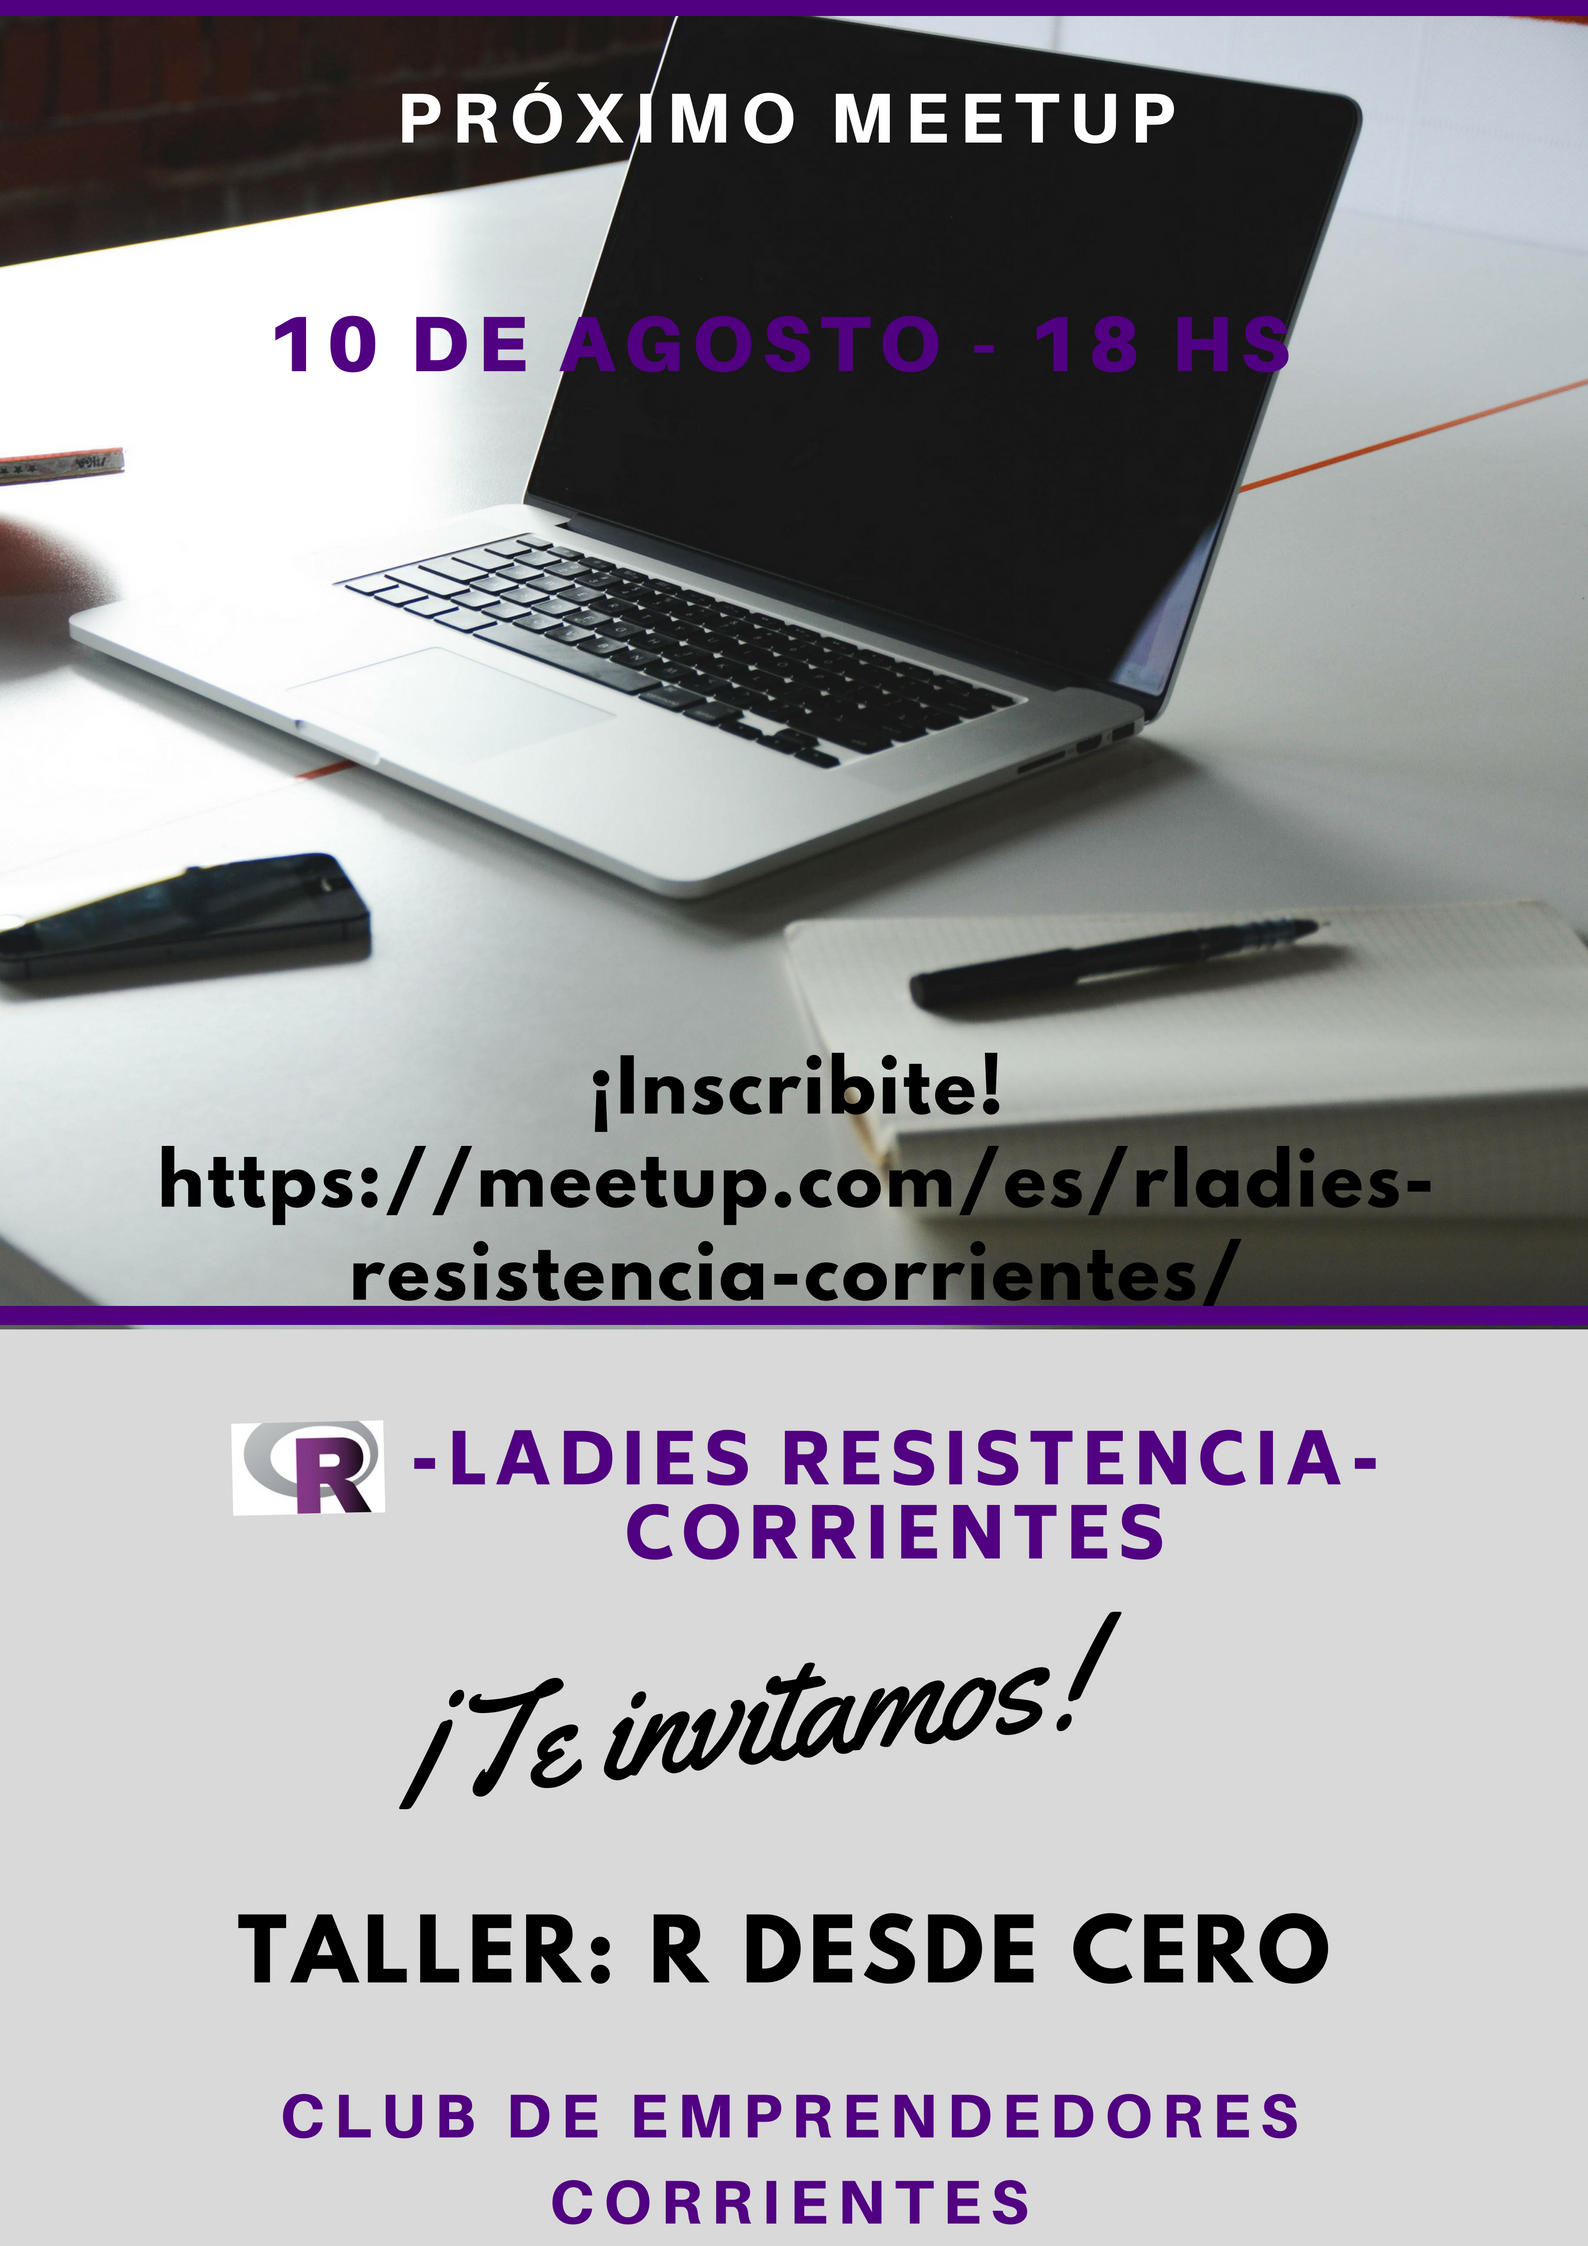 PRÓXIMO MEETUP
10 DE AGOSTO - 18 HS
¡Inscribite!
https://meetup.com/es/rladies-
resistencia-corrientes/
R -LADIES RESISTENCIA-
CORRIENTES
¡Te invitamos!
TALLER: R DESDE CERO
CLUB DE EMPRENDEDORES
CORRIENTES